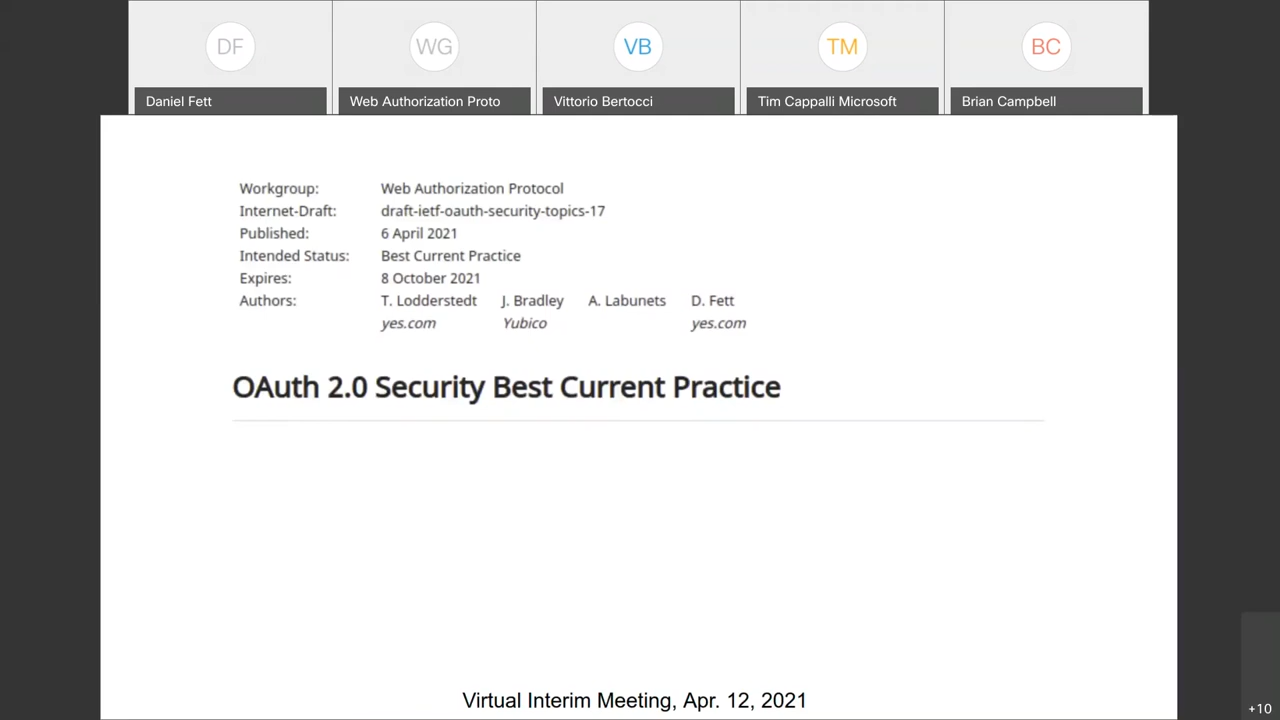 DF WG VB TM BC
Daniel Fett Web Authorization Proto Vittorio Bertocci Tim Cappalli Microsoft Brian Campbell
Workgroup: Web Authorization Protocol
Internet-Draft: draft-ietf-oauth-security-topics-17
Published: 6 April 2021
Intended Status: Best Current Practice
Expires: 8 October 2021
Authors: T. Lodderstedt J. Bradley A. Labunets D. Fett
yes.com Yubico yes.com
OAuth 2.0 Security Best Current Practice
Virtual Interim Meeting, Apr. 12, 2021
+10